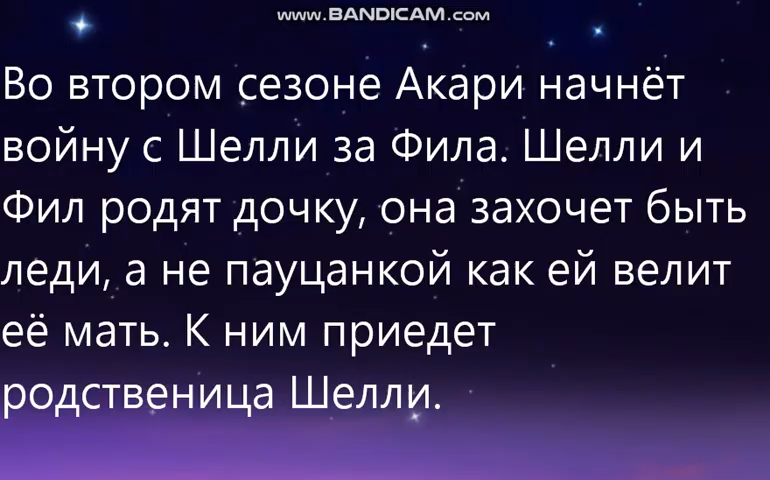 www.BANDICAM.com
Во втором сезоне Акари начнёт
войну с Шелли за Фила. Шелли и
Фил родят дочку, она захочет быть
леди, а не пауцанкой как ей велит
её мать. К ним приедет
родственица Шелли.